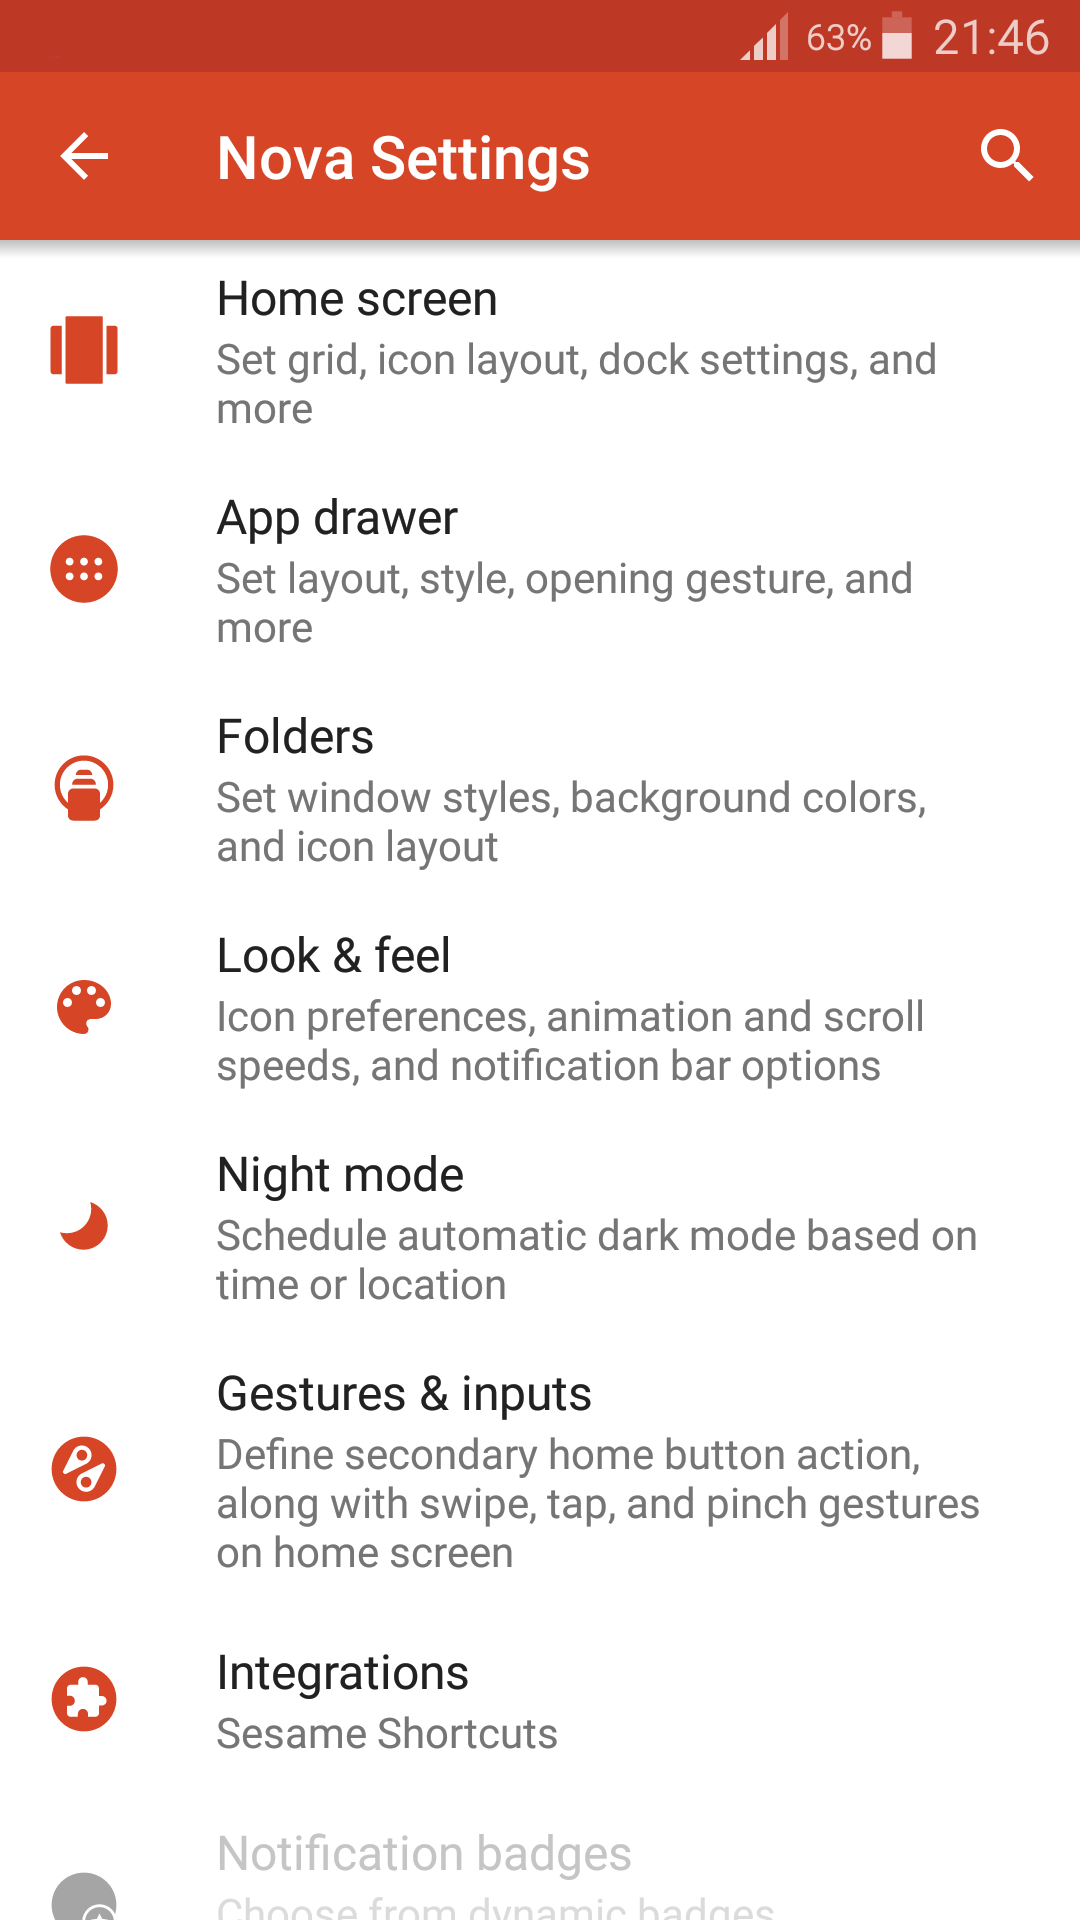 63% 21:46
Nova Settings
Home screen
Set grid, icon layout, dock settings, and
more
App drawer
Set layout, style, opening gesture, and
more
Folders
Set window styles, background colors,
and icon layout
Look & feel
Icon preferences, animation and scroll
speeds, and notification bar options
Night mode
Schedule automatic dark mode based on
time or location
Gestures & inputs
Define secondary home button action,
along with swipe, tap, and pinch gestures
on home screen
Integrations
Sesame Shortcuts
Notification badges
Choose from dynamic badges